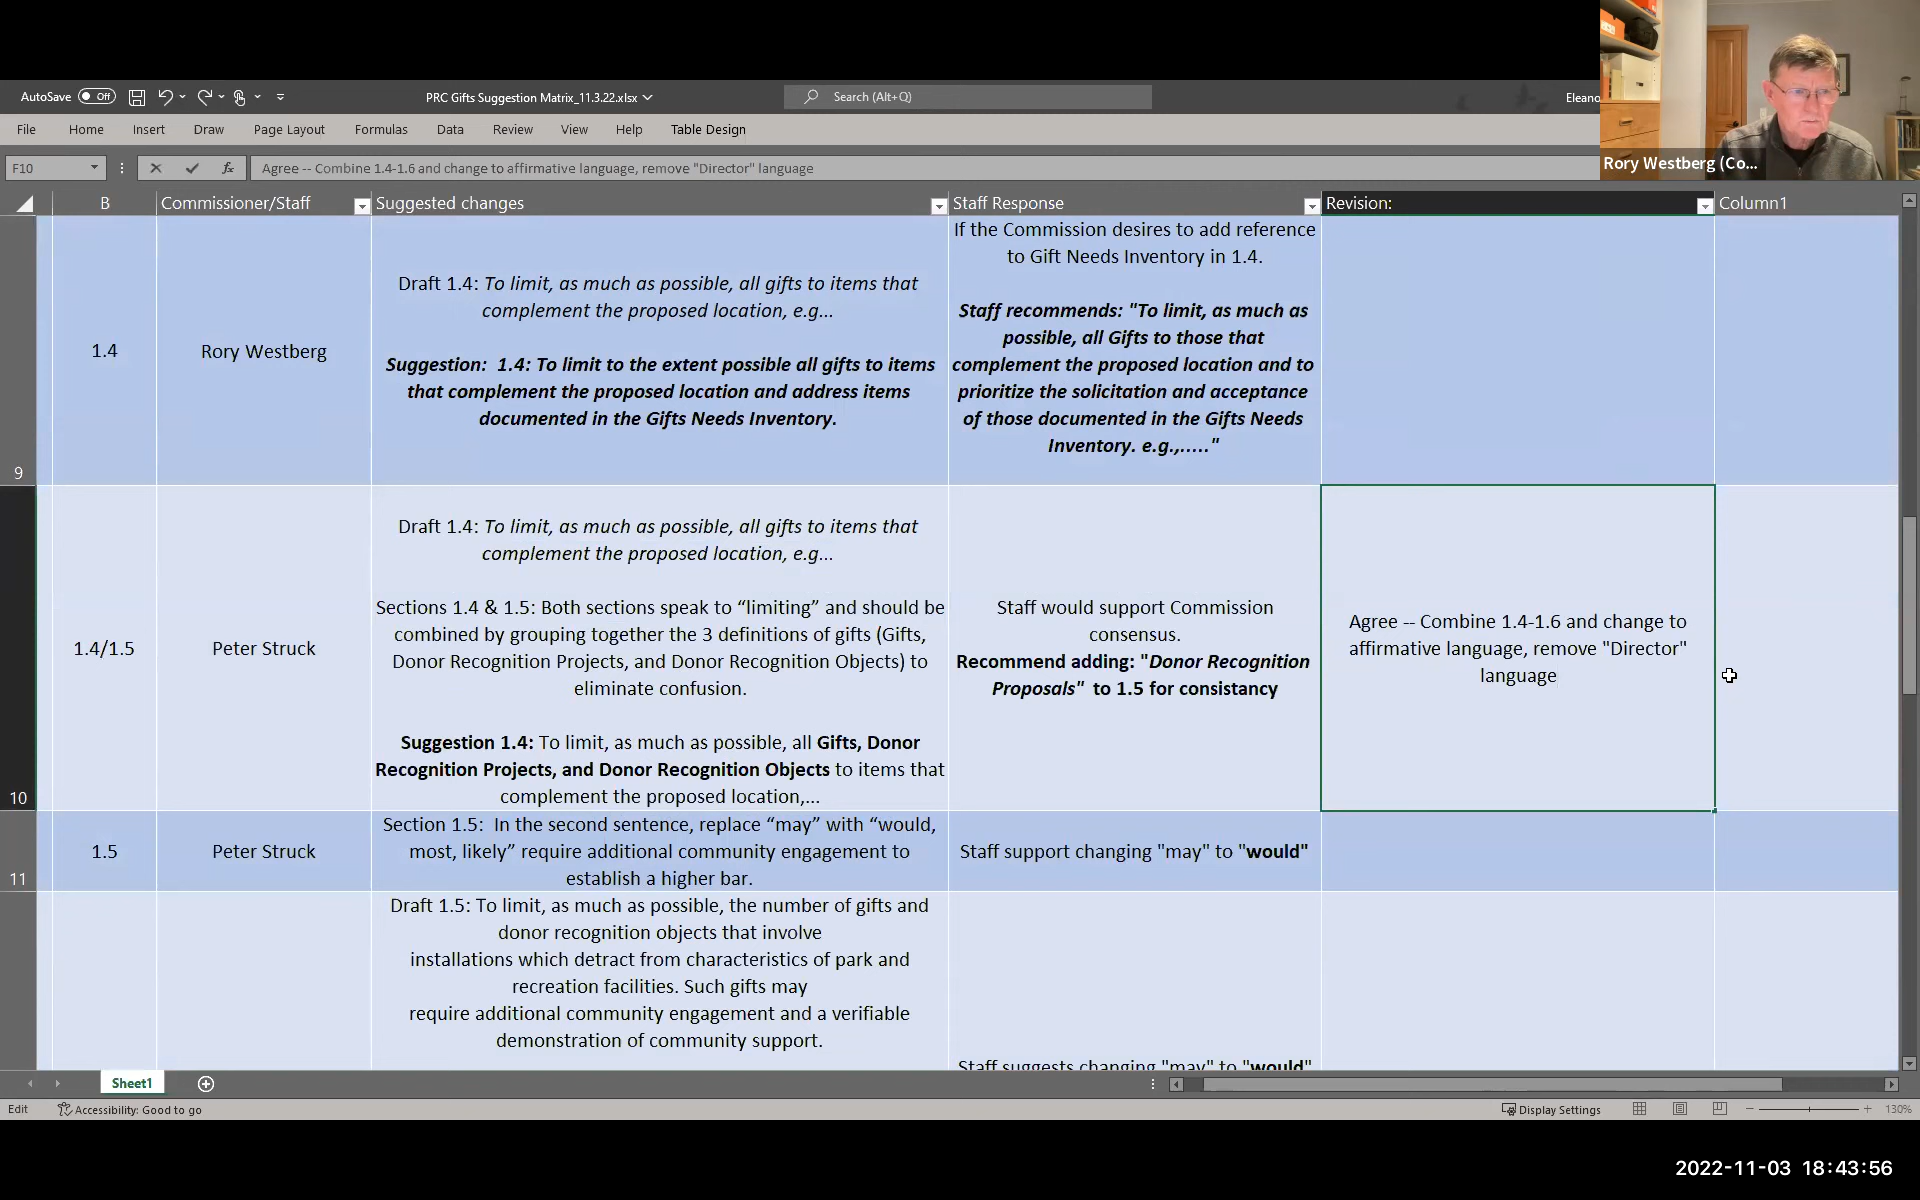 AutoSave Off
PRC Gifts Suggestion Matrix_11.3.22.xlsx
Search (Alt+Q)
Eleano
File Home Insert Draw Page Layout Formulas Data Review View Help Table Design
Rory Westberg (Co...
F10
fx
Agree -- Combine 1.4-1.6 and change to affirmative language, remove "Director" language
B Commissioner/Staff Suggested changes Staff Response Revision: Column1
9
1.4
Rory Westberg
Draft 1.4: To limit, as much as possible, all gifts to items that
complement the proposed location, e.g...
Suggestion: 1.4: To limit to the extent possible all gifts to items
that complement the proposed location and address items
documented in the Gifts Needs Inventory.
If the Commission desires to add reference
to Gift Needs Inventory in 1.4.
Staff recommends: "To limit, as much as
possible, all Gifts to those that
complement the proposed location and to
prioritize the solicitation and acceptance
of those documented in the Gifts Needs
Inventory. e.g.,....."
10
1.4/1.5
Peter Struck
Draft 1.4: To limit, as much as possible, all gifts to items that
complement the proposed location, e.g...
Sections 1.4 & 1.5: Both sections speak to “limiting” and should be
combined by grouping together the 3 definitions of gifts (Gifts,
Donor Recognition Projects, and Donor Recognition Objects) to
eliminate confusion.
Suggestion 1.4: To limit, as much as possible, all Gifts, Donor
Recognition Projects, and Donor Recognition Objects to items that
complement the proposed location,...
Staff would support Commission
consensus.
Recommend adding: "Donor Recognition
Proposals" to 1.5 for consistancy
Agree -- Combine 1.4-1.6 and change to
affirmative language, remove "Director"
language
11
1.5
Peter Struck
Section 1.5: In the second sentence, replace “may” with “would,
most, likely” require additional community engagement to
establish a higher bar.
Staff support changing "may" to "would"
Draft 1.5: To limit, as much as possible, the number of gifts and
donor recognition objects that involve
installations which detract from characteristics of park and
recreation facilities. Such gifts may
require additional community engagement and a verifiable
demonstration of community support.
Staff suggests changing "may" to "would"
Sheet1
Edit Accessibility: Good to go
Display Settings
130%
2022-11-03 18:43:56